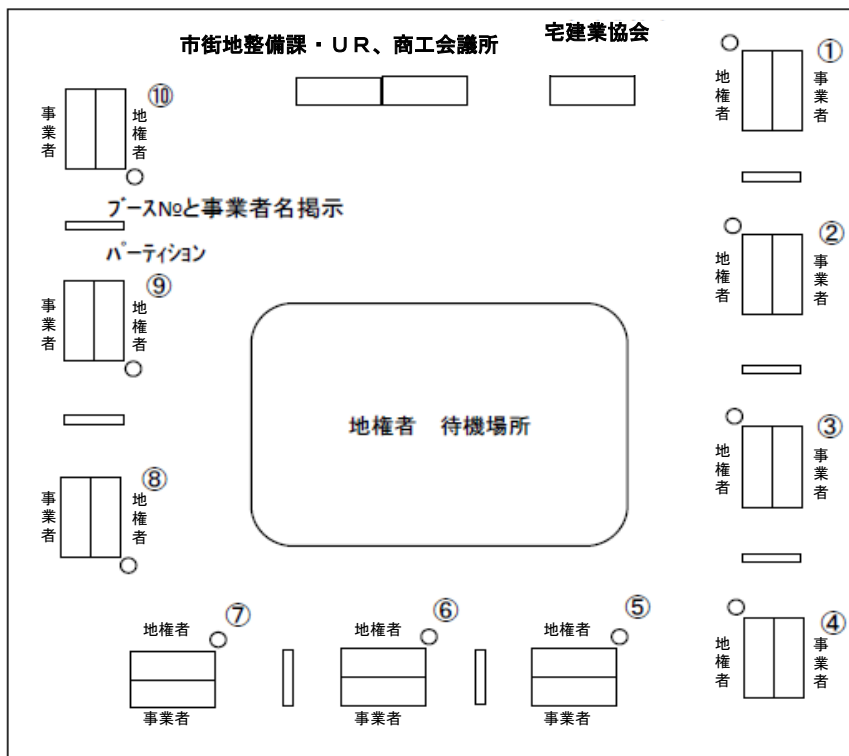 市街地整備課・UR、商工会議所
宅建業協会
①
地権者
事業者
⑩
事業者
地権者
ブース№と事業者名掲示
パーティション
②
地権者
事業者
⑨
事業者
地権者
地権者 待機場所
③
地権者
事業者
⑧
事業者
地権者
⑦
地権者
事業者
⑥
地権者
事業者
⑤
地権者
事業者
④
地権者
事業者